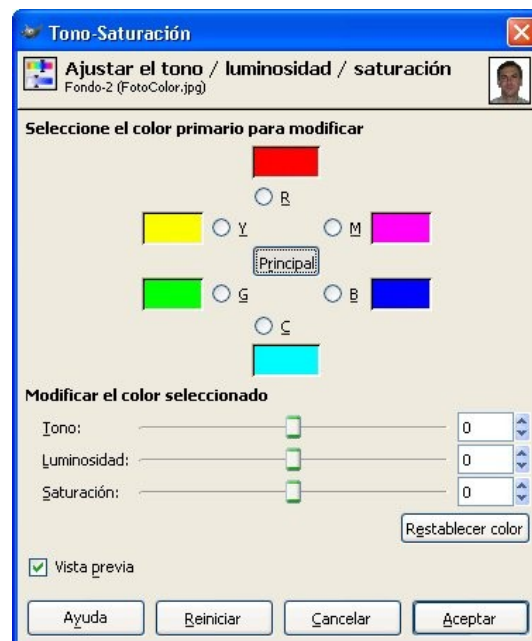 Tono-Saturación
Ajustar el tono / luminosidad / saturación
Fondo-2 (FotoColor.jpg)
Seleccione el color primario para modificar
R
Y
M
Principal
G
B
C
Modificar el color seleccionado
Tono: 0
Luminosidad: 0
Saturación: 0
Restablecer color
Vista previa
Ayuda Reiniciar Cancelar Aceptar